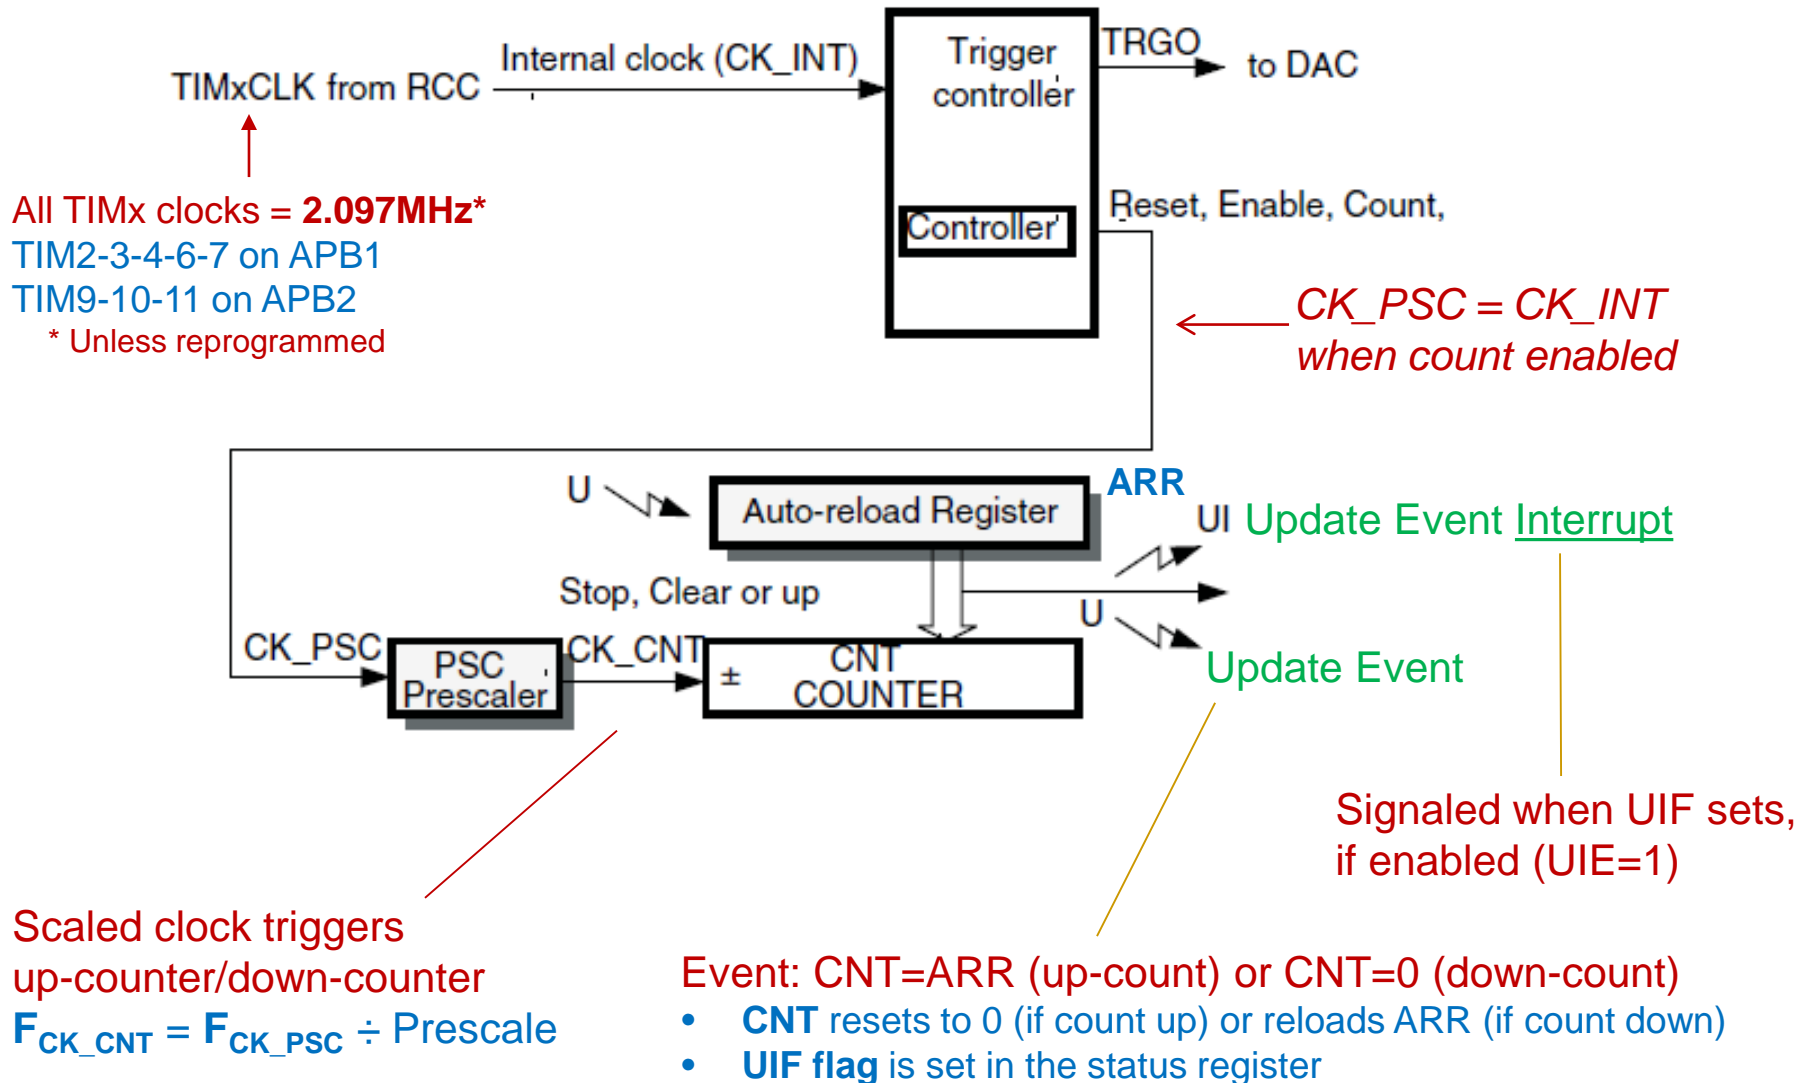 Internal clock (CK_INT)
TIMxCLK from RCC
Trigger
controller
TRGO
to DAC
All TIMx clocks = 2.097MHz*
TIM2-3-4-6-7 on APB1
TIM9-10-11 on APB2
* Unless reprogrammed
Controller
Reset, Enable, Count,
CK_PSC = CK_INT
when count enabled
U
Auto-reload Register
ARR
UI
Update Event Interrupt
Stop, Clear or up
U
CK_PSC
PSC
Prescaler
CK_CNT
±
CNT
COUNTER
Update Event
Signaled when UIF sets,
if enabled (UIE=1)
Scaled clock triggers
up-counter/down-counter
F_CK_CNT = F_CK_PSC ÷ Prescale
Event: CNT=ARR (up-count) or CNT=0 (down-count)
• CNT resets to 0 (if count up) or reloads ARR (if count down)
• UIF flag is set in the status register